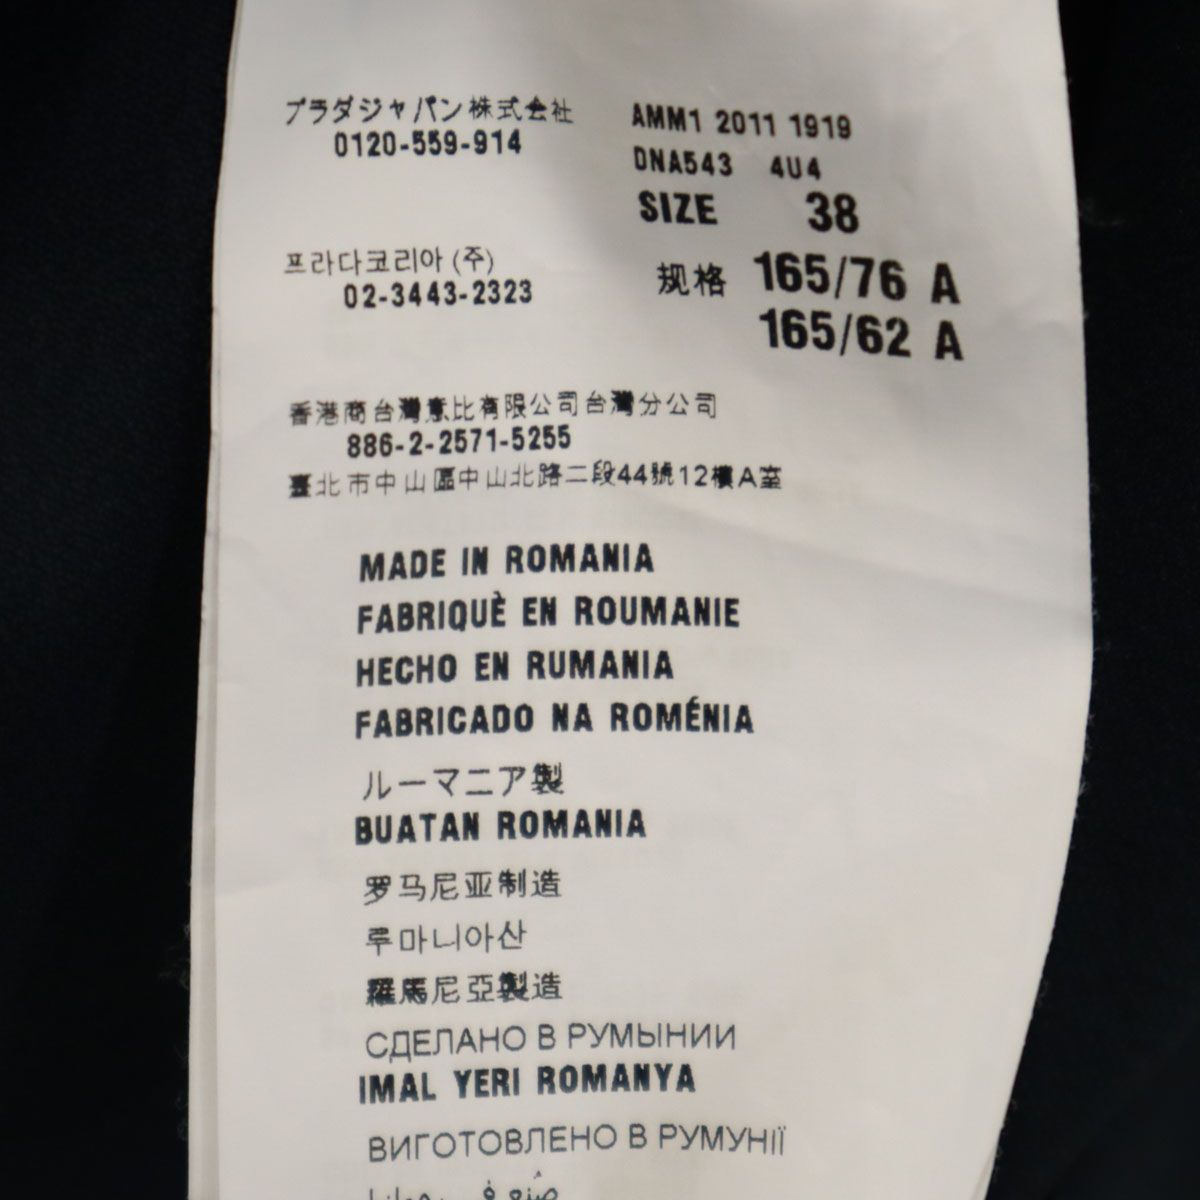 プラダジャパン株式会社
0120-559-914
AMM1 2011 1919
DNA543 4U4
SIZE 38
프라다코리아 (주)
02-3443-2323
规格 165/76 A
165/62 A
香港商台灣意比有限公司台灣分公司
886-2-2571-5255
臺北市中山區中山北路二段44號12樓A室
MADE IN ROMANIA
FABRIQUÈ EN ROUMANIE
HECHO EN RUMANIA
FABRICADO NA ROMÉNIA
ルーマニア製
BUATAN ROMANIA
罗马尼亚制造
루마니아산
羅馬尼亞製造
СДЕЛАНО В РУМЫНИИ
IMAL YERI ROMANYA
ВИГОТОВЛЕНО В РУМУНІЇ